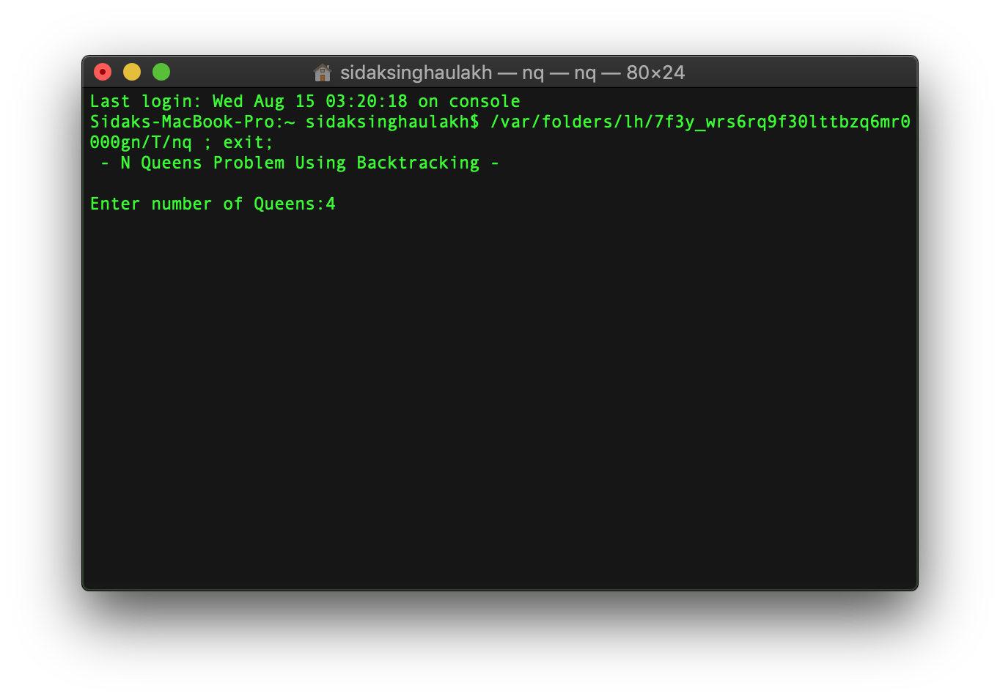 sidaksinghaulakh — nq — nq — 80×24
Last login: Wed Aug 15 03:20:18 on console
Sidaks-MacBook-Pro:~ sidaksinghaulakh$ /var/folders/lh/7f3y_wrs6rq9f30lttbzq6mr0
000gn/T/nq ; exit;
 - N Queens Problem Using Backtracking -
Enter number of Queens:4